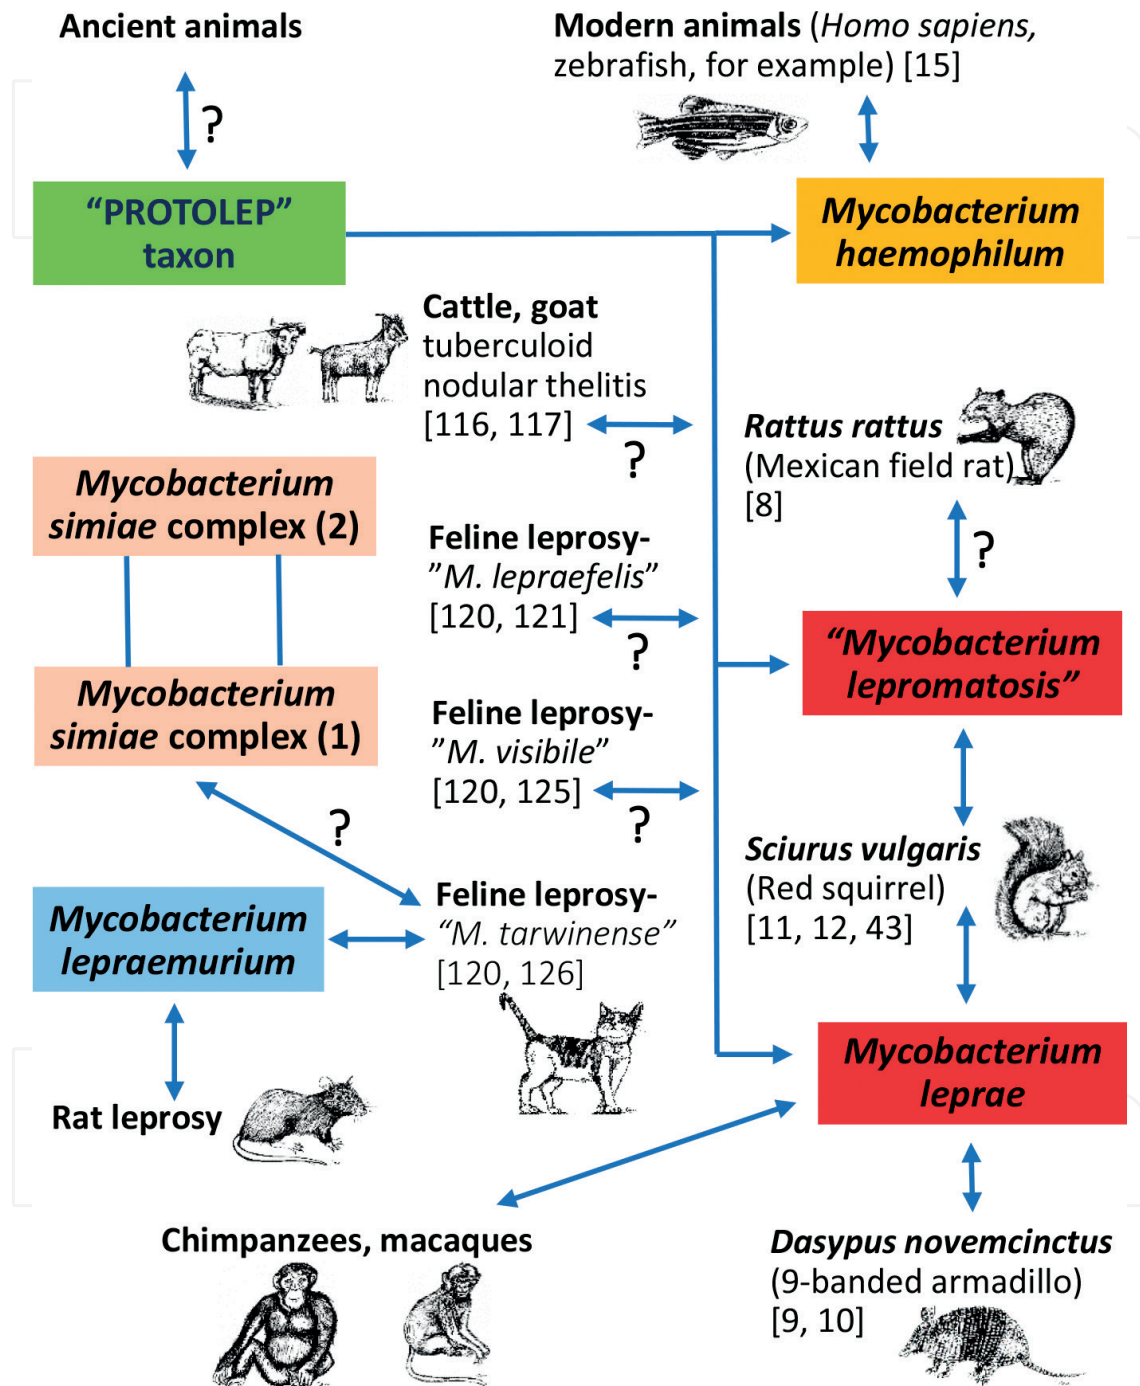 Ancient animals
?
“PROTOLEP”
taxon
Modern animals (Homo sapiens,
zebrafish, for example) [15]
Mycobacterium
haemophilum
Cattle, goat
tuberculoid
nodular thelitis
[116, 117]
?
Rattus rattus
(Mexican field rat)
[8]
?
Mycobacterium
simiae complex (2)
Feline leprosy-
”M. lepraefelis”
[120, 121]
?
“Mycobacterium
lepromatosis”
Mycobacterium
simiae complex (1)
?
Feline leprosy-
”M. visibile”
[120, 125]
?
Sciurus vulgaris
(Red squirrel)
[11, 12, 43]
Mycobacterium
lepraemurium
Feline leprosy-
“M. tarwinense”
[120, 126]
Mycobacterium
leprae
Rat leprosy
Chimpanzees, macaques
Dasypus novemcinctus
(9-banded armadillo)
[9, 10]